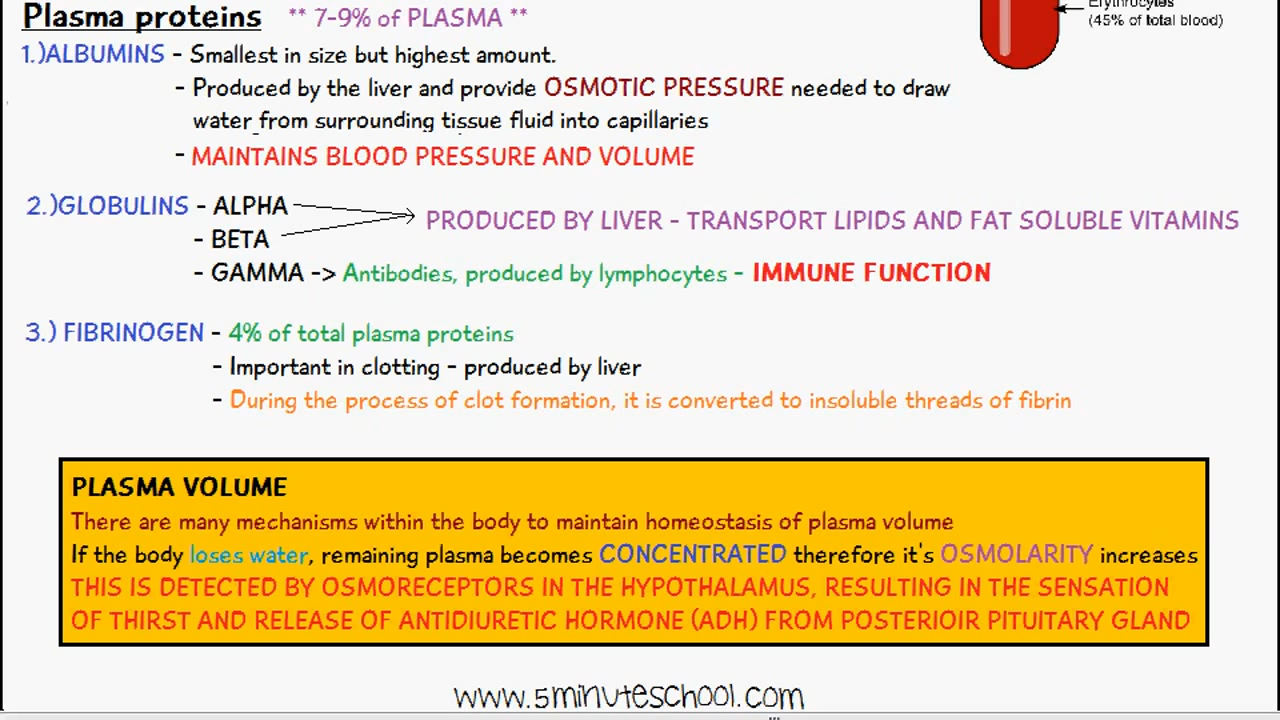 Plasma proteins ** 7-9% of PLASMA **
Erythrocytes
(45% of total blood)
1.)ALBUMINS - Smallest in size but highest amount.
- Produced by the liver and provide OSMOTIC PRESSURE needed to draw
water from surrounding tissue fluid into capillaries
- MAINTAINS BLOOD PRESSURE AND VOLUME
2.)GLOBULINS - ALPHA
PRODUCED BY LIVER - TRANSPORT LIPIDS AND FAT SOLUBLE VITAMINS
- BETA
- GAMMA -> Antibodies, produced by lymphocytes - IMMUNE FUNCTION
3.) FIBRINOGEN - 4% of total plasma proteins
- Important in clotting - produced by liver
- During the process of clot formation, it is converted to insoluble threads of fibrin
PLASMA VOLUME
There are many mechanisms within the body to maintain homeostasis of plasma volume
If the body loses water, remaining plasma becomes CONCENTRATED therefore it's OSMOLARITY increases
THIS IS DETECTED BY OSMORECEPTORS IN THE HYPOTHALAMUS, RESULTING IN THE SENSATION
OF THIRST AND RELEASE OF ANTIDIURETIC HORMONE (ADH) FROM POSTERIOIR PITUITARY GLAND
www.5minuteschool.com